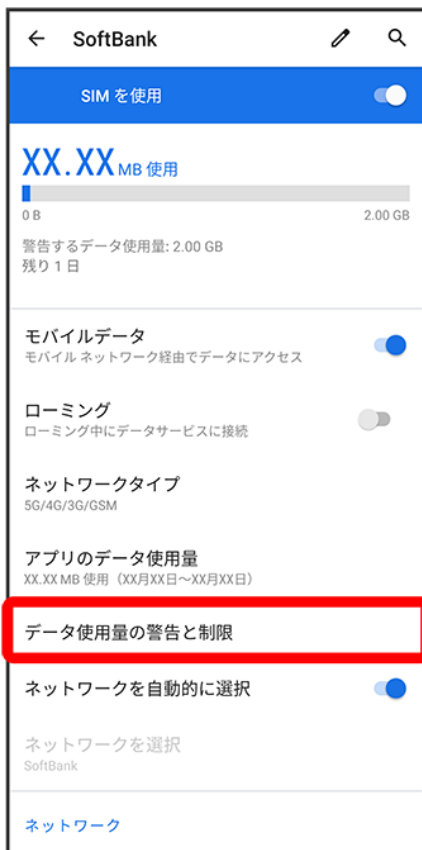 SoftBank
SIM を使用
XX.XX MB 使用
0 B
2.00 GB
警告するデータ使用量: 2.00 GB
残り 1 日
モバイルデータ
モバイル ネットワーク経由でデータにアクセス
ローミング
ローミング中にデータサービスに接続
ネットワークタイプ
5G/4G/3G/GSM
アプリのデータ使用量
XX.XX MB 使用（XX月XX日～XX月XX日）
データ使用量の警告と制限
ネットワークを自動的に選択
ネットワークを選択
SoftBank
ネットワーク